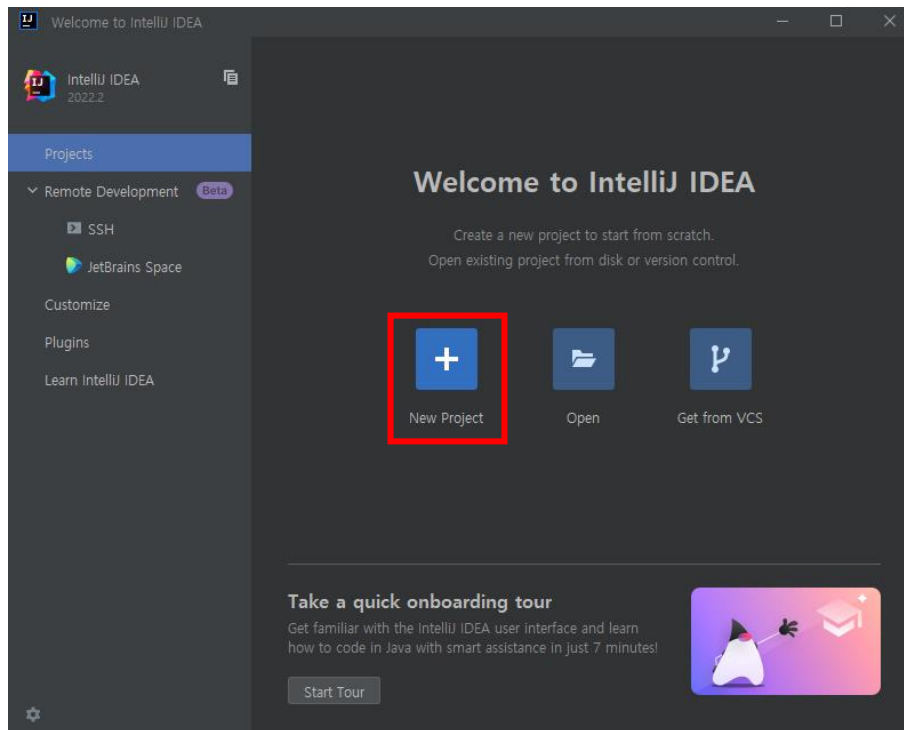 Welcome to IntelliJ IDEA
IntelliJ IDEA
2022.2
Projects
Remote Development Beta
SSH
JetBrains Space
Customize
Plugins
Learn IntelliJ IDEA
Welcome to IntelliJ IDEA
Create a new project to start from scratch.
Open existing project from disk or version control.
New Project
Open
Get from VCS
Take a quick onboarding tour
Get familiar with the IntelliJ IDEA user interface and learn
how to code in Java with smart assistance in just 7 minutes!
Start Tour